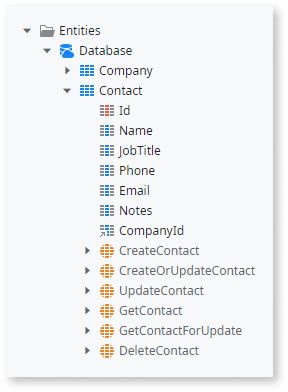 Entities
Database
Company
Contact
Id
Name
JobTitle
Phone
Email
Notes
CompanyId
CreateContact
CreateOrUpdateContact
UpdateContact
GetContact
GetContactForUpdate
DeleteContact